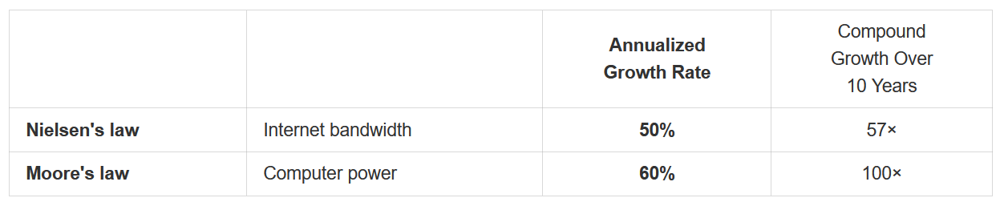 Annualized
Growth Rate
Compound
Growth Over
10 Years
Nielsen's law Internet bandwidth 50% 57×
Moore's law Computer power 60% 100×